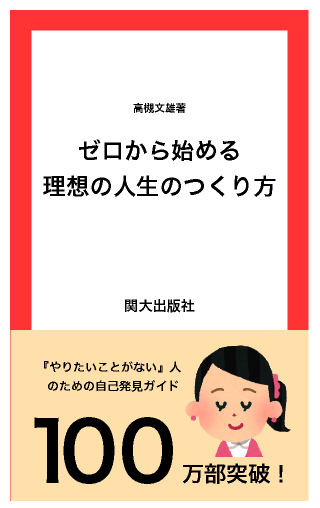 高槻文雄著
ゼロから始める
理想の人生のつくり方
関大出版社
『やりたいことがない』人
のための自己発見ガイド
100
万部突破！